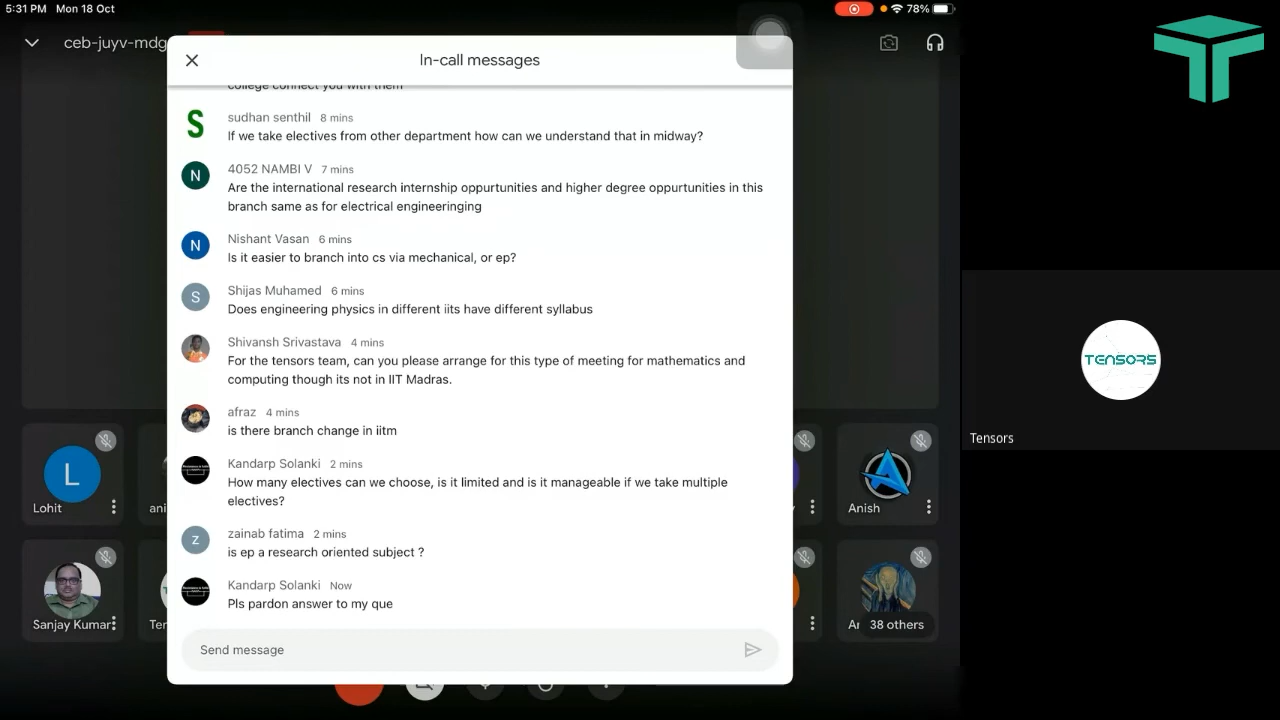 5:31 PM Mon 18 Oct
78%
ceb-juyv-mdg
In-call messages
college connect you with them
S
sudhan senthil 8 mins
If we take electives from other department how can we understand that in midway?
N
4052 NAMBI V 7 mins
Are the international research internship oppurtunities and higher degree oppurtunities in this
branch same as for electrical engineeringing
N
Nishant Vasan 6 mins
Is it easier to branch into cs via mechanical, or ep?
S
Shijas Muhamed 6 mins
Does engineering physics in different iits have different syllabus
Shivansh Srivastava 4 mins
For the tensors team, can you please arrange for this type of meeting for mathematics and
computing though its not in IIT Madras.
afraz 4 mins
is there branch change in iitm
Kandarp Solanki 2 mins
How many electives can we choose, is it limited and is it manageable if we take multiple
electives?
z
zainab fatima 2 mins
is ep a research oriented subject ?
Kandarp Solanki Now
Pls pardon answer to my que
Send message
L
Lohit
ani
Anish
Sanjay Kumar
Ter
38 others
TENSORS
Tensors